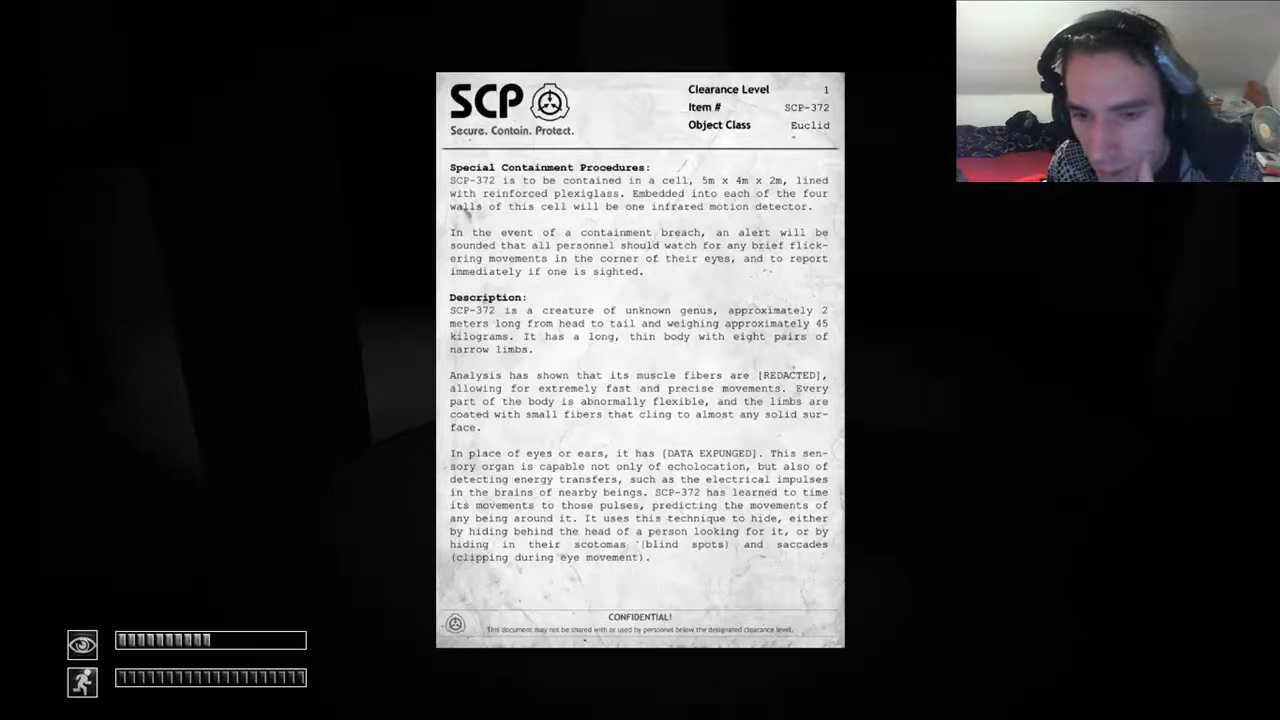 SCP
Secure. Contain. Protect.
Clearance Level 1
Item # SCP-372
Object Class Euclid
Special Containment Procedures:
SCP-372 is to be contained in a cell, 5m x 4m x 2m, lined
with reinforced plexiglass. Embedded into each of the four
walls of this cell will be one infrared motion detector.
In the event of a containment breach, an alert will be
sounded that all personnel should watch for any brief flick-
ering movements in the corner of their eyes, and to report
immediately if one is sighted.
Description:
SCP-372 is a creature of unknown genus, approximately 2
meters long from head to tail and weighing approximately 45
kilograms. It has a long, thin body with eight pairs of
narrow limbs.
Analysis has shown that its muscle fibers are [REDACTED],
allowing for extremely fast and precise movements. Every
part of the body is abnormally flexible, and the limbs are
coated with small fibers that cling to almost any solid sur-
face.
In place of eyes or ears, it has [DATA EXPUNGED]. This sen-
sory organ is capable not only of echolocation, but also of
detecting energy transfers, such as the electrical impulses
in the brains of nearby beings. SCP-372 has learned to time
its movements to those pulses, predicting the movements of
any being around it. It uses this technique to hide, either
by hiding behind the head of a person looking for it, or by
hiding in their scotomas (blind spots) and saccades
(clipping during eye movement).
CONFIDENTIAL!
This document may not be shared with or used by personnel below the designated clearance level.